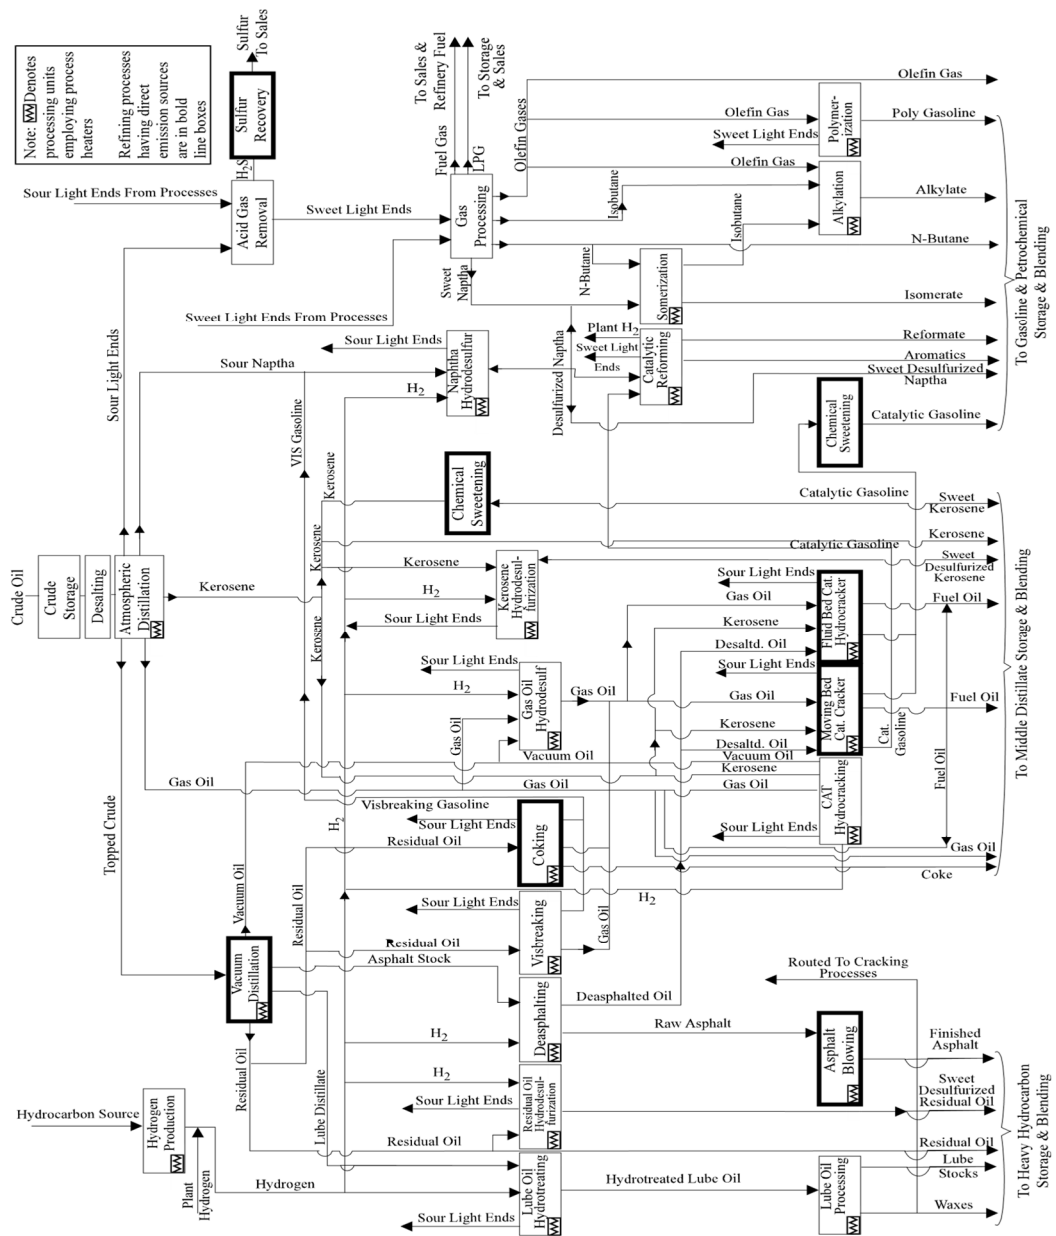 Note: Denotes
processing units
employing process
heaters
Refining processes
having direct
emission sources
are in bold
line boxes
Sulfur
To Sales
Sulfur
Recovery
H2S
Sour Light Ends From Processes
Acid Gas
Removal
Sweet Light Ends
Sour Light Ends
Sweet Light Ends From Processes
To Sales &
Refinery Fuel
To Storage
& Sales
Fuel Gas
LPG
Gas
Processing
Sweet
Naptha
Olefin Gases
Olefin Gas
Olefin Gas
Sweet Light Ends
Polymer-
ization
Poly Gasoline
Olefin Gas
Isobutane
Alkylation
Alkylate
Isobutane
N-Butane
N-Butane
Somerization
Isomerate
Plant H2
Sweet Light
Ends
Catalytic
Reforming
Reformate
Aromatics
Sweet Desulfurized
Naptha
Desulfurized Naptha
Sour Light Ends
Sour Naptha
H2
Naphtha
Hydrodesulfur
Chemical
Sweetening
Catalytic Gasoline
To Gasoline & Petrochemical
Storage & Blending
VIS Gasoline
Kerosene
Chemical
Sweetening
Catalytic Gasoline
Sweet
Kerosene
Kerosene
Kerosene
Catalytic Gasoline
Sweet
Desulfurized
Kerosene
Crude Oil
Crude
Storage
Desalting
Atmospheric
Distillation
Kerosene
Kerosene
H2
Sour Light Ends
Kerosene
Hydrodesul-
furization
Kerosene
Sour Light Ends
Gas Oil
Kerosene
Desaltd. Oil
Fluid Bed Cat.
Hydrocracker
Fuel Oil
Sour Light Ends
H2
Gas Oil
Hydrodesulf
Gas Oil
Gas Oil
Sour Light Ends
Gas Oil
Kerosene
Desaltd. Oil
Moving Bed
Cat. Cracker
Fuel Oil
Cat.
Gasoline
Vacuum Oil
Vacuum Oil
Kerosene
Gas Oil
Gas Oil
Gas Oil
CAT
Hydrocracking
Sour Light Ends
Fuel Oil
Gas Oil
Coke
To Middle Distillate Storage & Blending
Topped Crude
Visbreaking Gasoline
Sour Light Ends
Residual Oil
Coking
H2
H2
Vacuum Oil
Residual Oil
Sour Light Ends
Residual Oil
Visbreaking
Gas Oil
Vacuum
Distillation
Asphalt Stock
Deasphalting
Deasphalted Oil
H2
Raw Asphalt
Routed To Cracking
Processes
Asphalt
Blowing
Finished
Asphalt
Residual Oil
Lube Distillate
H2
Sour Light Ends
Residual Oil
Hydrodesul-
furization
Sweet
Desulfurized
Residual Oil
Hydrocarbon Source
Hydrogen
Production
Residual Oil
Residual Oil
Plant
Hydrogen
Hydrogen
Lube Oil
Hydrotreating
Hydrotreated Lube Oil
Sour Light Ends
Lube Oil
Processing
Lube
Stocks
Waxes
To Heavy Hydrocarbon
Storage & Blending